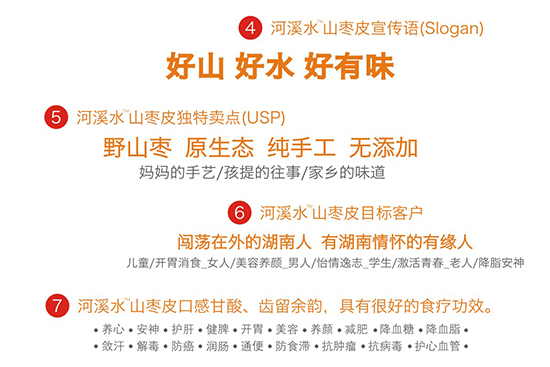 4 河溪水™山枣皮宣传语(Slogan)
好山 好水 好有味
5 河溪水™山枣皮独特卖点(USP)
野山枣 原生态 纯手工 无添加
妈妈的手艺/孩提的往事/家乡的味道
6 河溪水™山枣皮目标客户
闯荡在外的湖南人 有湖南情怀的有缘人
儿童/开胃消食_女人/美容养颜_男人/怡情逸志_学生/激活青春_老人/降脂安神
7 河溪水™山枣皮口感甘酸、齿留余韵，具有很好的食疗功效。
• 养心 • 安神 • 护肝 • 健脾 • 开胃 • 美容 • 养颜 • 减肥 • 降血糖 • 降血脂 •
• 敛汗 • 解毒 • 防癌 • 润肠 • 通便 • 防食滞 • 抗肿瘤 • 抗病毒 • 护心血管 •